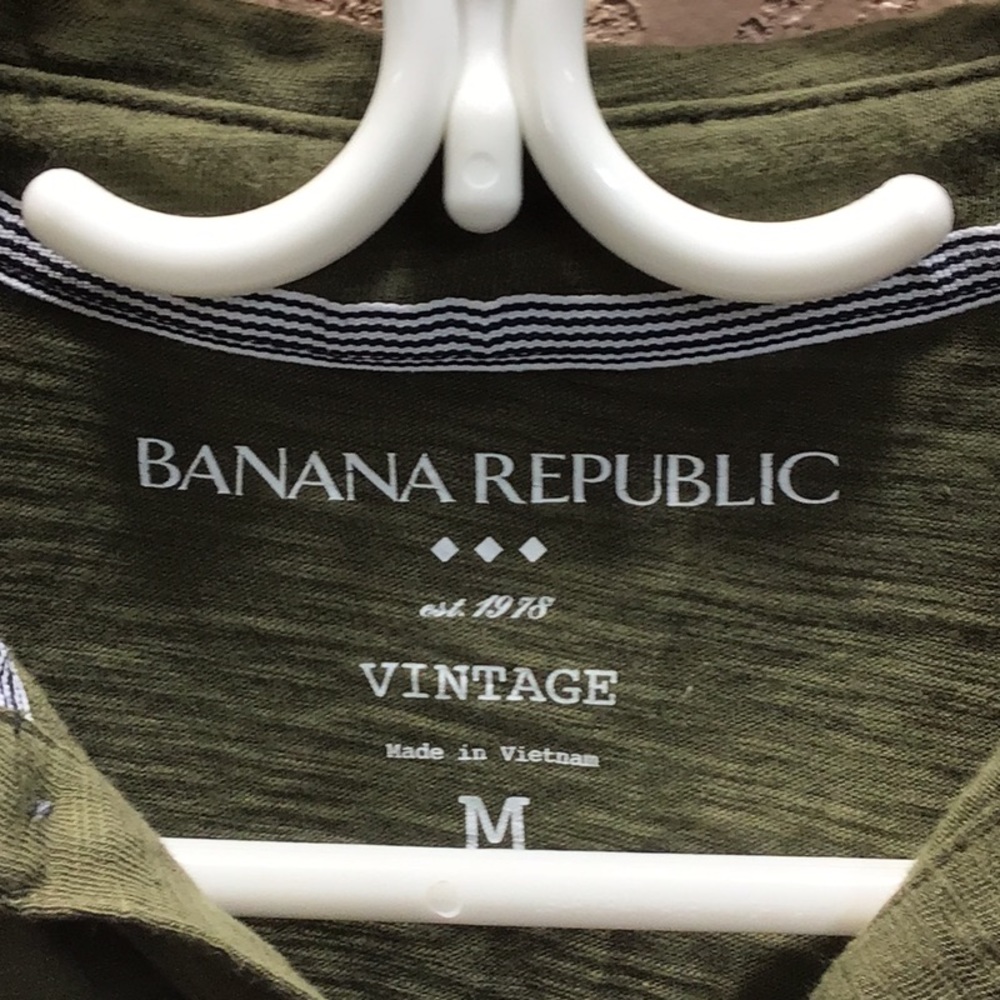 BANANA REPUBLIC
est. 1978
VINTAGE
Made in Vietnam
M